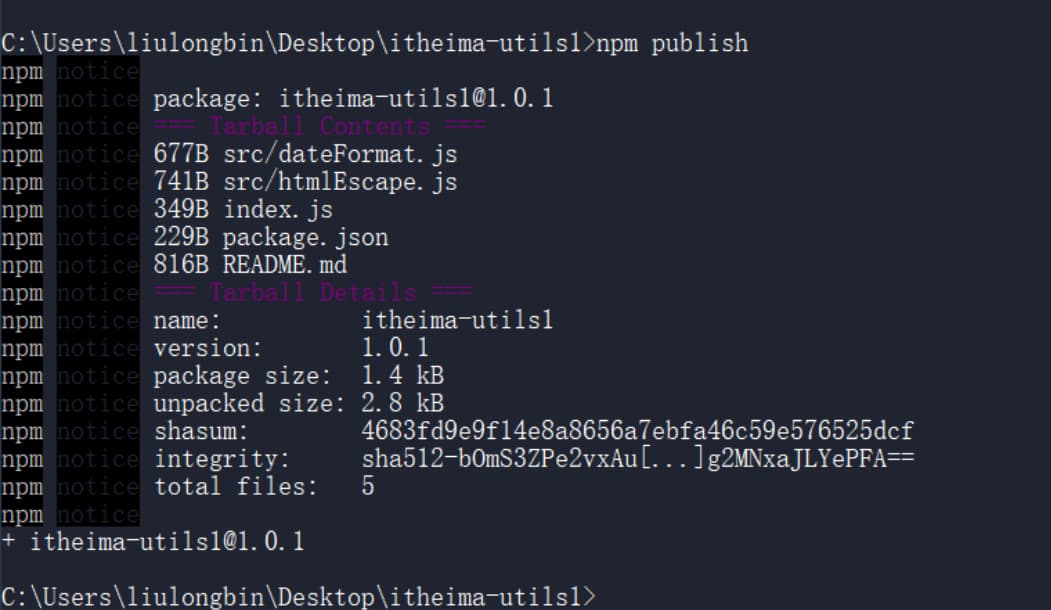 C:\Users\liulongbin\Desktop\itheima-utils1>npm publish
npm notice
npm notice package: itheima-utils1@1.0.1
npm notice === Tarball Contents ===
npm notice 677B src/dateFormat.js
npm notice 741B src/htmlEscape.js
npm notice 349B index.js
npm notice 229B package.json
npm notice 816B README.md
npm notice === Tarball Details ===
npm notice name: itheima-utils1
npm notice version: 1.0.1
npm notice package size: 1.4 kB
npm notice unpacked size: 2.8 kB
npm notice shasum: 4683fd9e9f14e8a8656a7ebfa46c59e576525dcf
npm notice integrity: sha512-bOmS3ZPe2vxAu[...]g2MNxaJLYePFA==
npm notice total files: 5
npm notice
+ itheima-utils1@1.0.1
C:\Users\liulongbin\Desktop\itheima-utils1>